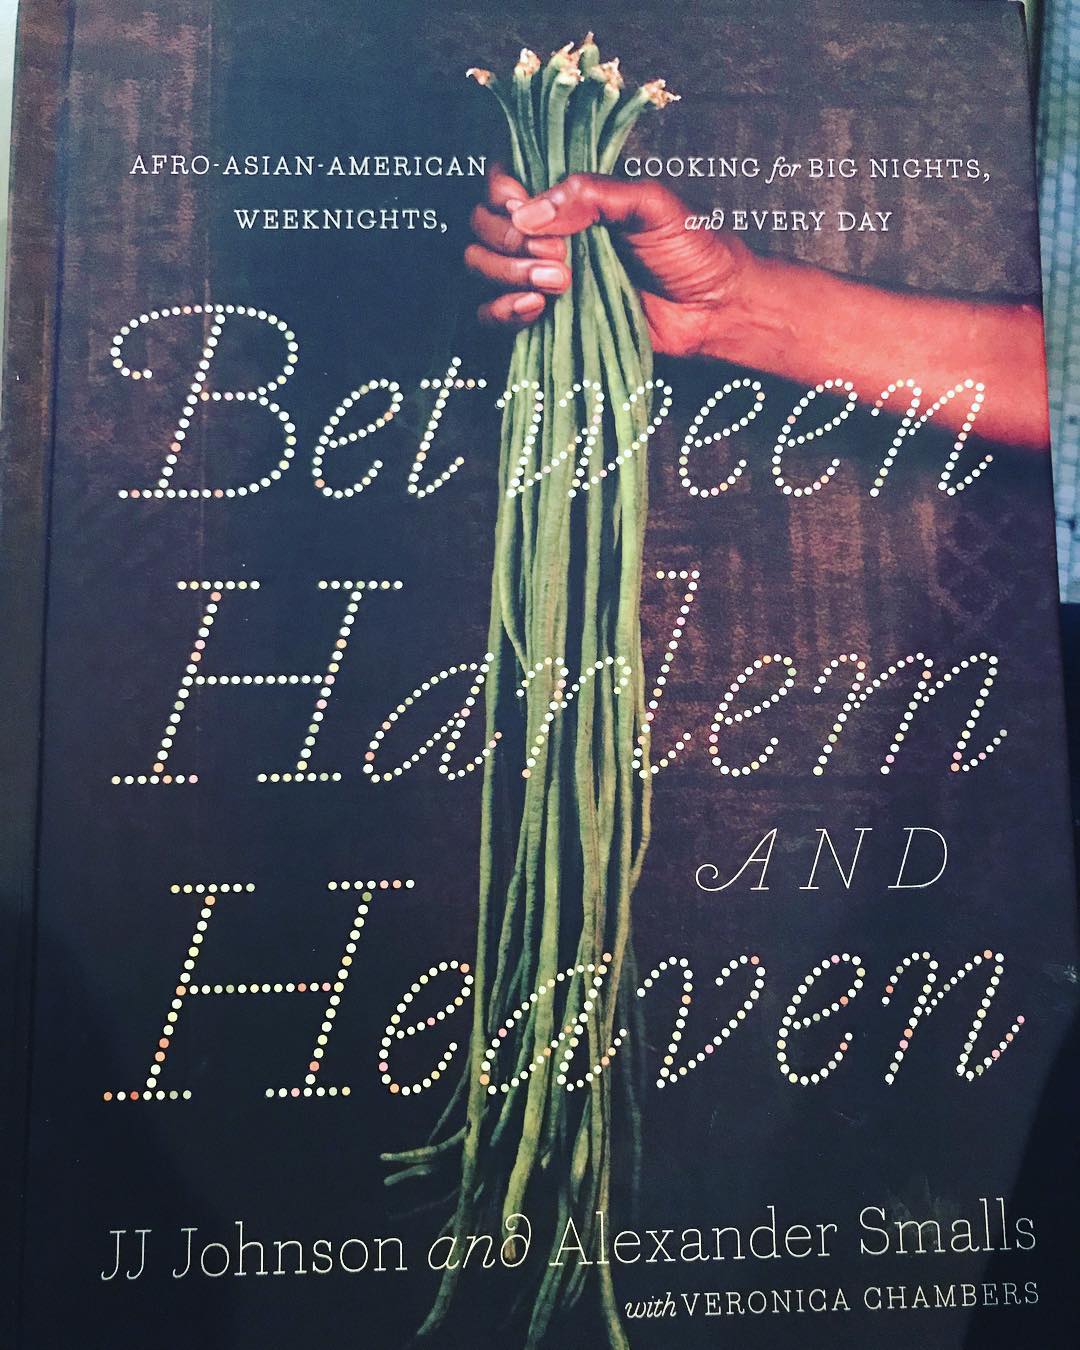 AFRO-ASIAN-AMERICAN COOKING for BIG NIGHTS,
WEEKNIGHTS, and EVERY DAY
Between
Harlem
AND
Heaven
JJ Johnson and Alexander Smalls
with VERONICA CHAMBERS